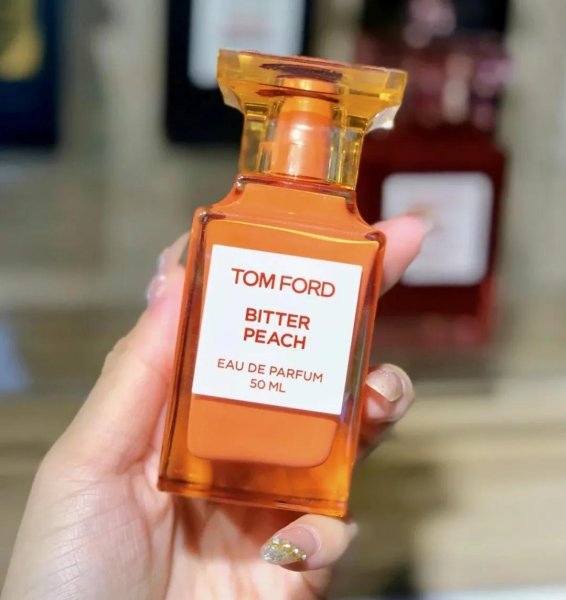 TOM FORD
BITTER
PEACH
EAU DE PARFUM
50 ML